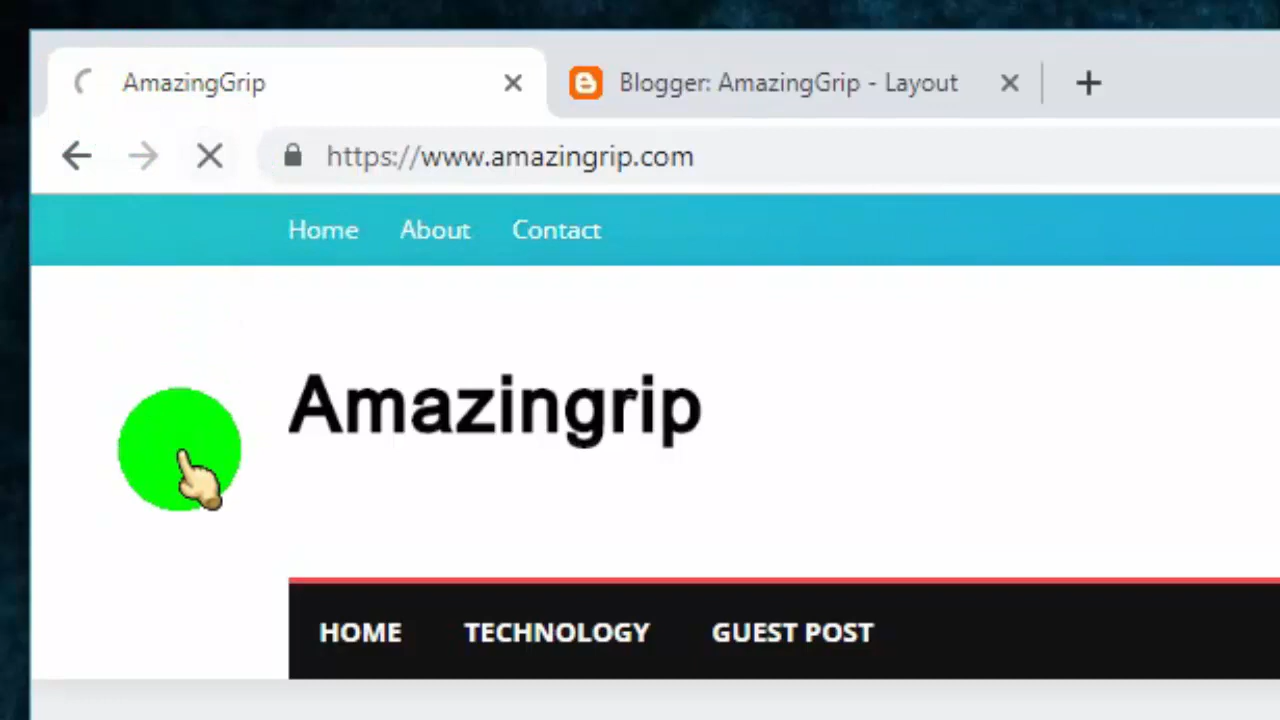 AmazingGrip
Blogger: AmazingGrip - Layout
https://www.amazingrip.com
Home About Contact
Amazingrip
HOME TECHNOLOGY GUEST POST